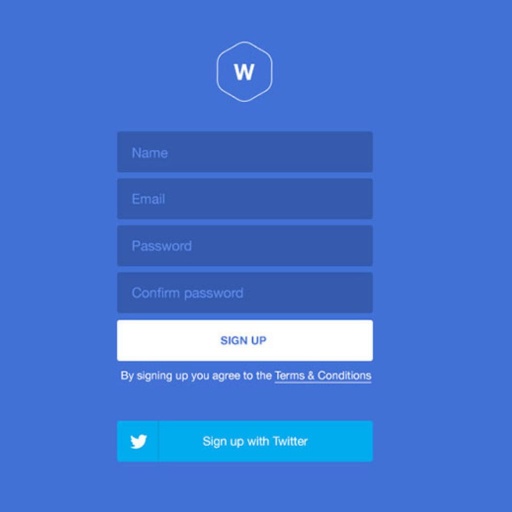 W
Name
Email
Password
Confirm password
SIGN UP
By signing up you agree to the Terms & Conditions
Sign up with Twitter